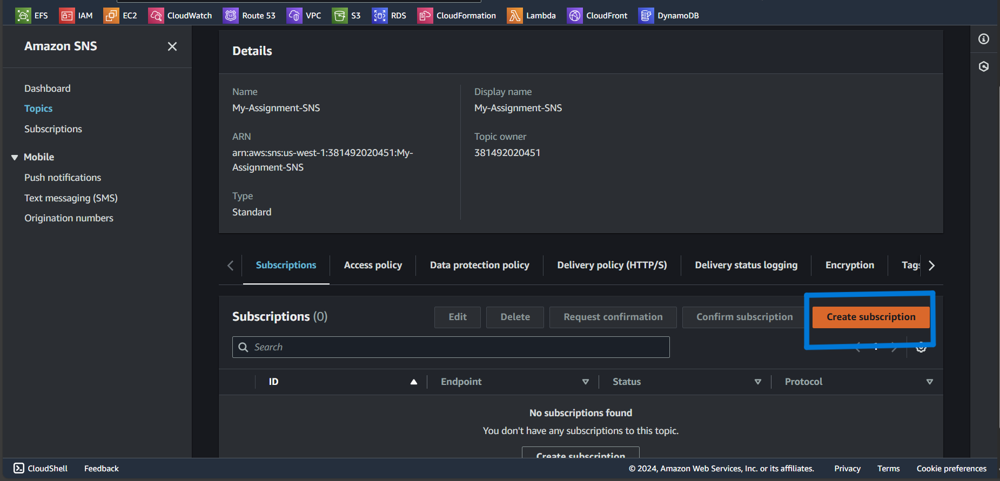 EFS IAM EC2 CloudWatch Route 53 VPC S3 RDS CloudFormation Lambda CloudFront DynamoDB
Amazon SNS
Dashboard
Topics
Subscriptions
Mobile
Push notifications
Text messaging (SMS)
Origination numbers
Details
Name
My-Assignment-SNS
Display name
My-Assignment-SNS
ARN
arn:aws:sns:us-west-1:381492020451:My-
Assignment-SNS
Topic owner
381492020451
Type
Standard
Subscriptions Access policy Data protection policy Delivery policy (HTTP/S) Delivery status logging Encryption Tags
Subscriptions (0) Edit Delete Request confirmation Confirm subscription Create subscription
Search
1
ID Endpoint Status Protocol
No subscriptions found
You don't have any subscriptions to this topic.
Create subscription
CloudShell Feedback © 2024, Amazon Web Services, Inc. or its affiliates. Privacy Terms Cookie preferences